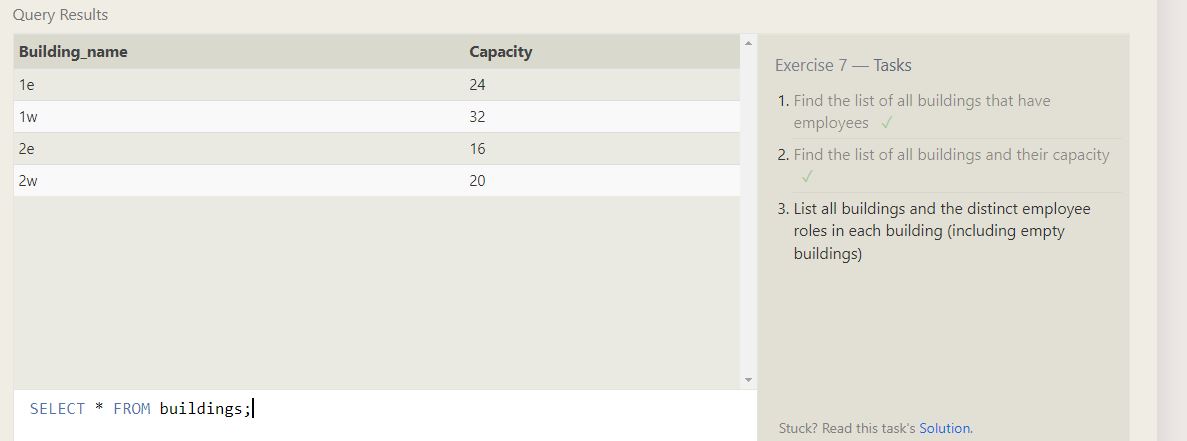 Query Results
Building_name Capacity
1e 24
1w 32
2e 16
2w 20
SELECT * FROM buildings;
Exercise 7 — Tasks
1. Find the list of all buildings that have
employees ✓
2. Find the list of all buildings and their capacity
✓
3. List all buildings and the distinct employee
roles in each building (including empty
buildings)
Stuck? Read this task's Solution.